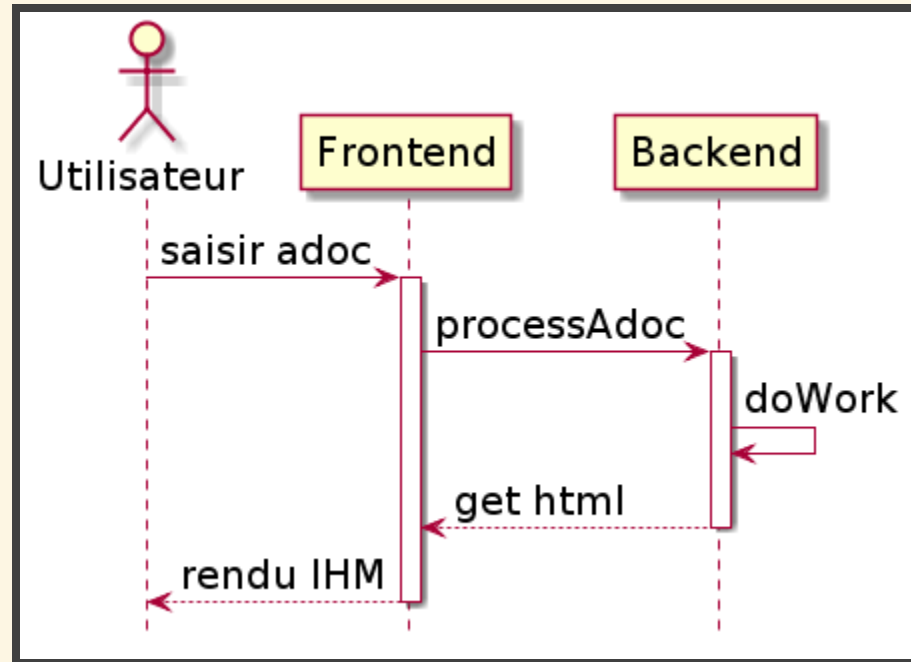 Utilisateur
Frontend
Backend
saisir adoc
processAdoc
doWork
get html
rendu IHM